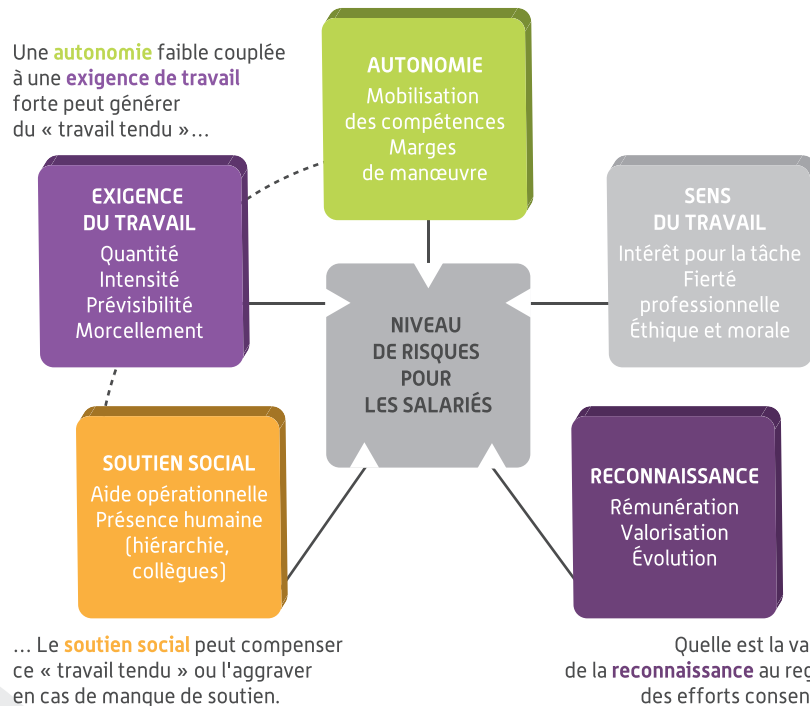 Une autonomie faible couplée
à une exigence de travail
forte peut générer
du « travail tendu »...
AUTONOMIE
Mobilisation
des compétences
Marges
de manœuvre
EXIGENCE
DU TRAVAIL
Quantité
Intensité
Prévisibilité
Morcellement
SENS
DU TRAVAIL
Intérêt pour la tâche
Fierté
professionnelle
Éthique et morale
NIVEAU
DE RISQUES
POUR
LES SALARIÉS
SOUTIEN SOCIAL
Aide opérationnelle
Présence humaine
(hiérarchie,
collègues)
RECONNAISSANCE
Rémunération
Valorisation
Évolution
... Le soutien social peut compenser
ce « travail tendu » ou l'aggraver
en cas de manque de soutien.
Quelle est la
de la reconnaissance au
des efforts